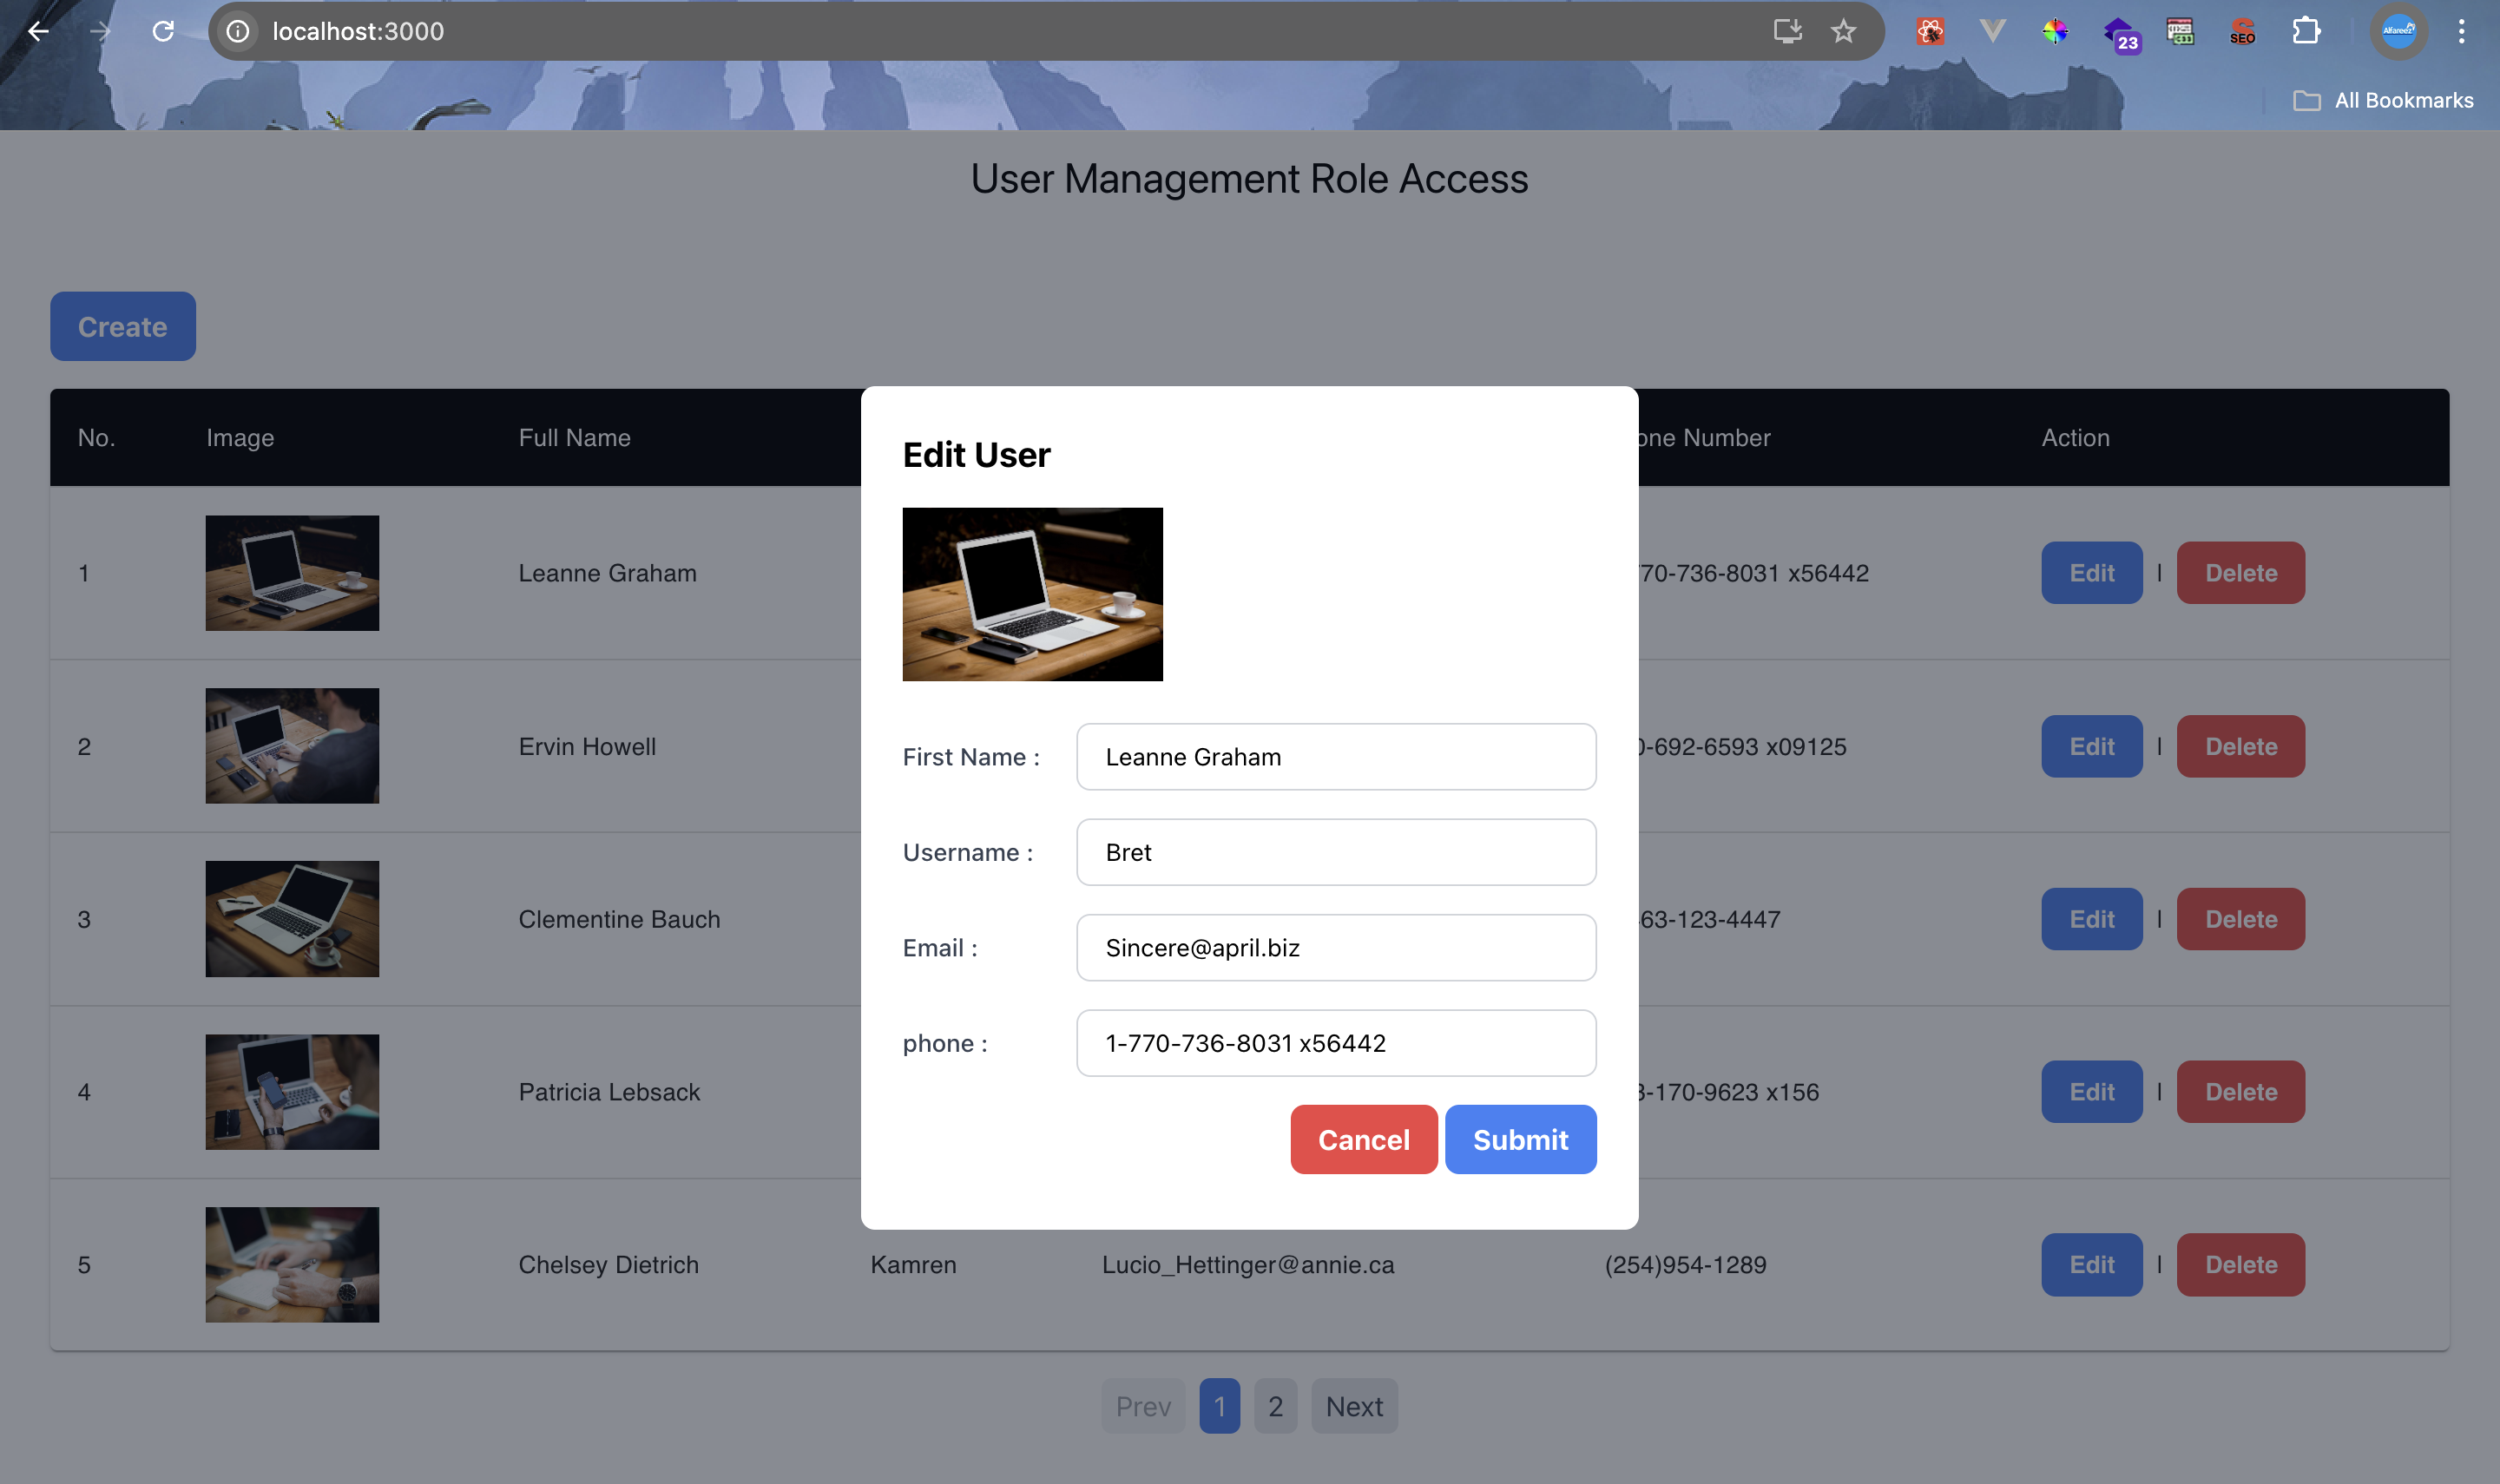 localhost:3000
23
SEO
Alfareez
All Bookmarks
User Management Role Access
Create
No. Image Full Name one Number Action
1 Leanne Graham 70-736-8031 x56442 Edit | Delete
2 Ervin Howell 0-692-6593 x09125 Edit | Delete
3 Clementine Bauch 63-123-4447 Edit | Delete
4 Patricia Lebsack 3-170-9623 x156 Edit | Delete
5 Chelsey Dietrich Kamren Lucio_Hettinger@annie.ca (254)954-1289 Edit | Delete
Edit User
First Name : Leanne Graham
Username : Bret
Email : Sincere@april.biz
phone : 1-770-736-8031 x56442
Cancel Submit
Prev 1 2 Next